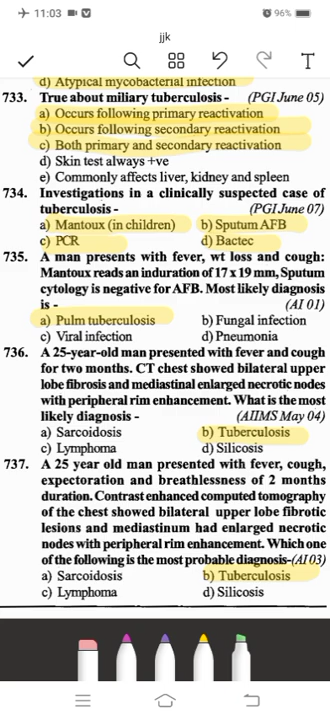 11:03
96%
jjk
T
d) Atypical mycobacterial infection
733. True about miliary tuberculosis - (PGI June 05)
a) Occurs following primary reactivation
b) Occurs following secondary reactivation
c) Both primary and secondary reactivation
d) Skin test always +ve
e) Commonly affects liver, kidney and spleen
734. Investigations in a clinically suspected case of
tuberculosis - (PGI June 07)
a) Mantoux (in children) b) Sputum AFB
c) PCR d) Bactec
735. A man presents with fever, wt loss and cough:
Mantoux reads an induration of 17 x 19 mm, Sputum
cytology is negative for AFB. Most likely diagnosis
is - (AI 01)
a) Pulm tuberculosis b) Fungal infection
c) Viral infection d) Pneumonia
736. A 25-year-old man presented with fever and cough
for two months. CT chest showed bilateral upper
lobe fibrosis and mediastinal enlarged necrotic nodes
with peripheral rim enhancement. What is the most
likely diagnosis - (AIIMS May 04)
a) Sarcoidosis b) Tuberculosis
c) Lymphoma d) Silicosis
737. A 25 year old man presented with fever, cough,
expectoration and breathlessness of 2 months
duration. Contrast enhanced computed tomography
of the chest showed bilateral upper lobe fibrotic
lesions and mediastinum had enlarged necrotic
nodes with peripheral rim enhancement. Which one
of the following is the most probable diagnosis-(AI 03)
a) Sarcoidosis b) Tuberculosis
c) Lymphoma d) Silicosis